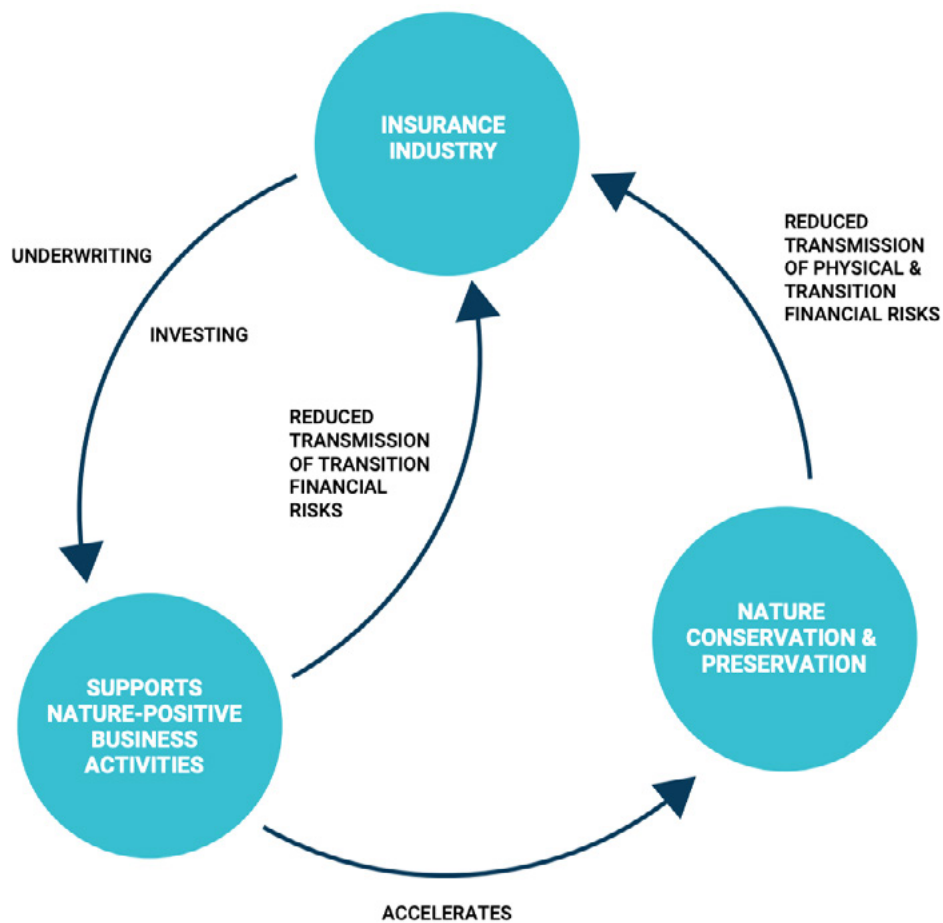 INSURANCE
INDUSTRY
UNDERWRITING
INVESTING
REDUCED
TRANSMISSION
OF PHYSICAL &
TRANSITION
FINANCIAL RISKS
REDUCED
TRANSMISSION
OF TRANSITION
FINANCIAL
RISKS
NATURE
CONSERVATION &
PRESERVATION
SUPPORTS
NATURE-POSITIVE
BUSINESS
ACTIVITIES
ACCELERATES